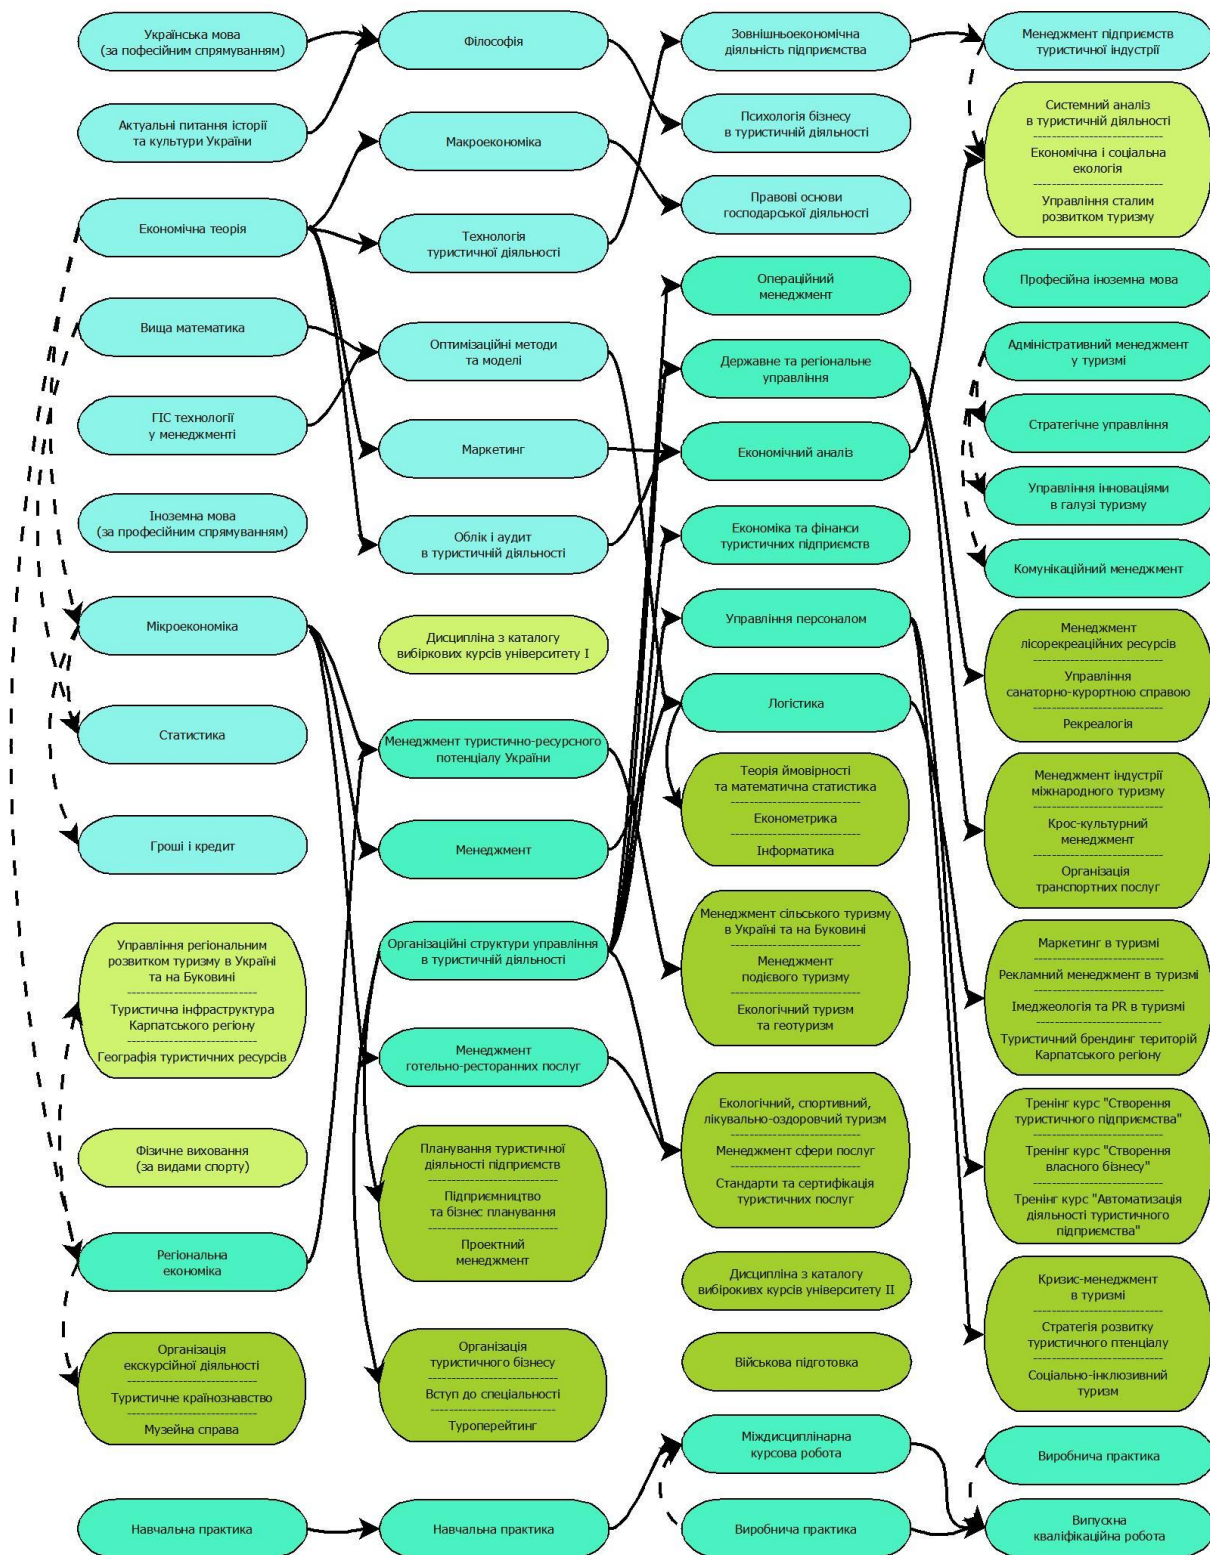 Українська мова
(за пофесійним спрямуванням)
Актуальні питання історії
та культури України
Економічна теорія
Вища математика
ГІС технології
у менеджменті
Іноземна мова
(за професійним спрямуванням)
Мікроекономіка
Статистика
Гроші і кредит
Управління регіональним
розвитком туризму в Україні
та на Буковині
---------------------------
Туристична інфраструктура
Карпатського регіону
---------------------------
Географія туристичних ресурсів
Фізичне виховання
(за видами спорту)
Регіональна
економіка
Організація
екскурсійної діяльності
---------------------------
Туристичне країнознавство
---------------------------
Музейна справа
Навчальна практика
Філософія
Макроекономіка
Технологія
туристичної діяльності
Оптимізаційні методи
та моделі
Маркетинг
Облік і аудит
в туристичній діяльності
Дисципліна з каталогу
вибіркових курсів університету І
Менеджмент туристично-ресурсного
потенціалу України
Менеджмент
Організаційні структури управління
в туристичній діяльності
Менеджмент
готельно-ресторанних послуг
Планування туристичної
діяльності підприємств
---------------------------
Підприємництво
та бізнес планування
---------------------------
Проектний
менеджмент
Організація
туристичного бізнесу
---------------------------
Вступ до спеціальності
---------------------------
Туроперейтинг
Навчальна практика
Зовнішньоекономічна
діяльність підприємства
Психологія бізнесу
в туристичній діяльності
Правові основи
господарської діяльності
Операційний
менеджмент
Державне та регіональне
управління
Економічний аналіз
Економіка та фінанси
туристичних підприємств
Управління персоналом
Логістика
Теорія ймовірності
та математична статистика
---------------------------
Економетрика
---------------------------
Інформатика
Менеджмент сільського туризму
в Україні та на Буковині
---------------------------
Менеджмент
подієвого туризму
---------------------------
Екологічний туризм
та геотуризм
Екологічний, спортивний,
лікувально-оздоровчий туризм
---------------------------
Менеджмент сфери послуг
---------------------------
Стандарти та сертифікація
туристичних послуг
Дисципліна з каталогу
вибірокивх курсів університету ІІ
Військова підготовка
Міждисциплінарна
курсова робота
Виробнича практика
Менеджмент підприємств
туристичної індустрії
Системний аналіз
в туристичній діяльності
---------------------------
Економічна і соціальна
екологія
---------------------------
Управління сталим
розвитком туризму
Професійна іноземна мова
Адміністративний менеджмент
у туризмі
Стратегічне управління
Управління інноваціями
в галузі туризму
Комунікаційний менеджмент
Менеджмент
лісорекреаційних ресурсів
---------------------------
Управління
санаторно-курортною справою
---------------------------
Рекреалогія
Менеджмент індустрії
міжнародного туризму
---------------------------
Крос-культурний
менеджмент
---------------------------
Організація
транспортних послуг
Маркетинг в туризмі
---------------------------
Рекламний менеджмент в туризмі
---------------------------
Імеджеологія та PR в туризмі
---------------------------
Туристичний брендинг територій
Карпатського регіону
Тренінг курс "Створення
туристичного підприємства"
---------------------------
Тренінг курс "Створення
власного бізнесу"
---------------------------
Тренінг курс "Автоматизація
діяльності туристичного
підприємства"
Кризис-менеджмент
в туризмі
---------------------------
Стратегія розвитку
туристичного птенціалу
---------------------------
Соціально-інклюзивний
туризм
Виробнича практика
Випускна
кваліфікаційна робота